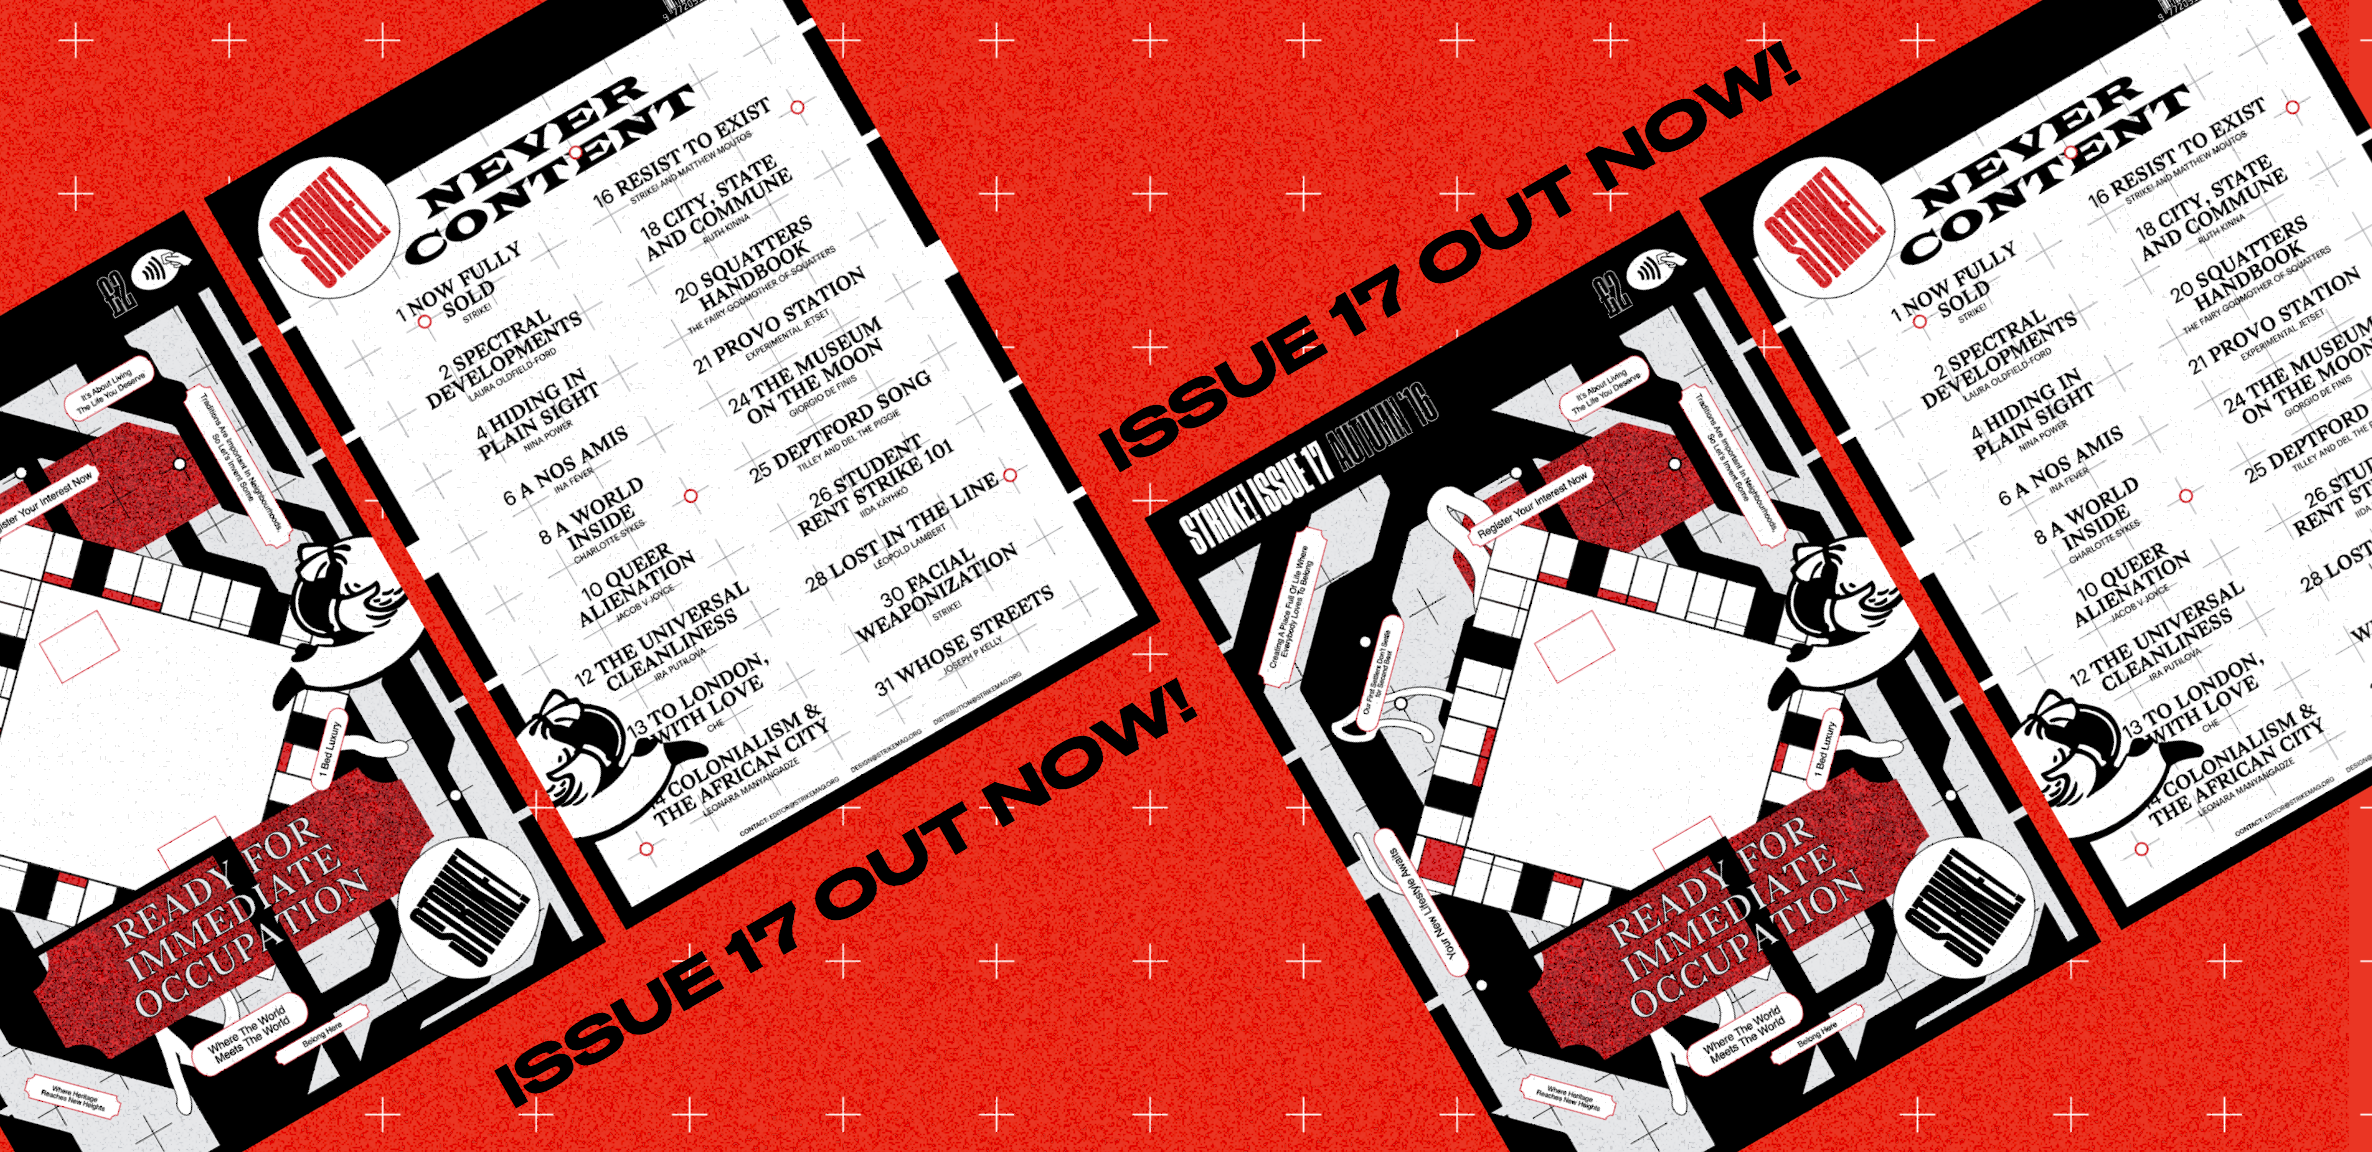 £2
It's About Living
The Life You Deserve
Traditions Are Important In Neighbourhoods.
So Let's Invent Some
ister Your Interest Now
1 Bed Luxury
READY FOR
IMMEDIATE
OCCUPATION
STRIKE!
Where The World
Meets The World
Belong Here
Where Heritage
Reaches New Heights
STRIKE!
NEVER
CONTENT
1 NOW FULLY
SOLD
STRIKE!
2 SPECTRAL
DEVELOPMENTS
LAURA OLDFIELD-FORD
4 HIDING IN
PLAIN SIGHT
NINA POWER
6 A NOS AMIS
INA FEVER
8 A WORLD
INSIDE
CHARLOTTE SYKES
10 QUEER
ALIENATION
JACOB V JOYCE
12 THE UNIVERSAL
CLEANLINESS
IRA PUTILOVA
13 TO LONDON,
WITH LOVE
CHE
4 COLONIALISM &
THE AFRICAN CITY
LEONARA MANYANGADZE
16 RESIST TO EXIST
STRIKE! AND MATTHEW MOUTOS
18 CITY, STATE
AND COMMUNE
RUTH KINNA
20 SQUATTERS
HANDBOOK
THE FAIRY GODMOTHER OF SQUATTERS
21 PROVO STATION
EXPERIMENTAL JETSET
24 THE MUSEUM
ON THE MOON
GIORGIO DE FINIS
25 DEPTFORD SONG
TILLEY AND DEL THE PIGGIE
26 STUDENT
RENT STRIKE 101
IIDA KÄYHKÖ
28 LOST IN THE LINE
LÉOPOLD LAMBERT
30 FACIAL
WEAPONIZATION
STRIKE!
31 WHOSE STREETS
JOSEPH P KELLY
CONTACT: EDITOR@STRIKEMAG.ORG DESIGN@STRIKEMAG.ORG DISTRIBUTION@STRIKEMAG.ORG
ISSUE 17 OUT NOW!
ISSUE 17 OUT NOW!
STRIKE! ISSUE 17 AUTUMN '16
£2
It's About Living
The Life You Deserve
Traditions Are Important In Neighbourhoods.
So Let's Invent Some
Register Your Interest Now
Creating A Place Full Of Life Where
Everybody Loves To Belong
Our First Settlers Don't Settle
for Second Best
Your New Lifestyle Awaits
1 Bed Luxury
READY FOR
IMMEDIATE
OCCUPATION
STRIKE!
Where The World
Meets The World
Belong Here
Where Heritage
Reaches New Heights
STRIKE!
NEVER
CONTENT
1 NOW FULLY
SOLD
STRIKE!
2 SPECTRAL
DEVELOPMENTS
LAURA OLDFIELD-FORD
4 HIDING IN
PLAIN SIGHT
NINA POWER
6 A NOS AMIS
INA FEVER
8 A WORLD
INSIDE
CHARLOTTE SYKES
10 QUEER
ALIENATION
JACOB V JOYCE
12 THE UNIVERSAL
CLEANLINESS
IRA PUTILOVA
13 TO LONDON,
WITH LOVE
CHE
4 COLONIALISM &
THE AFRICAN CITY
LEONARA MANYANGADZE
16 RESIST TO EXIST
STRIKE! AND MATTHEW MOUTOS
18 CITY, STATE
AND COMMUNE
RUTH KINNA
20 SQUATTERS
HANDBOOK
THE FAIRY GODMOTHER OF SQUATTERS
21 PROVO STATION
EXPERIMENTAL JETSET
24 THE MUSEUM
ON THE MOON
GIORGIO DE FINIS
25 DEPTFORD
TILLEY AND DEL THE
26 STUD
RENT ST
IIDA
28 LOST
CONTACT: EDITOR@STRIKEMAG.ORG